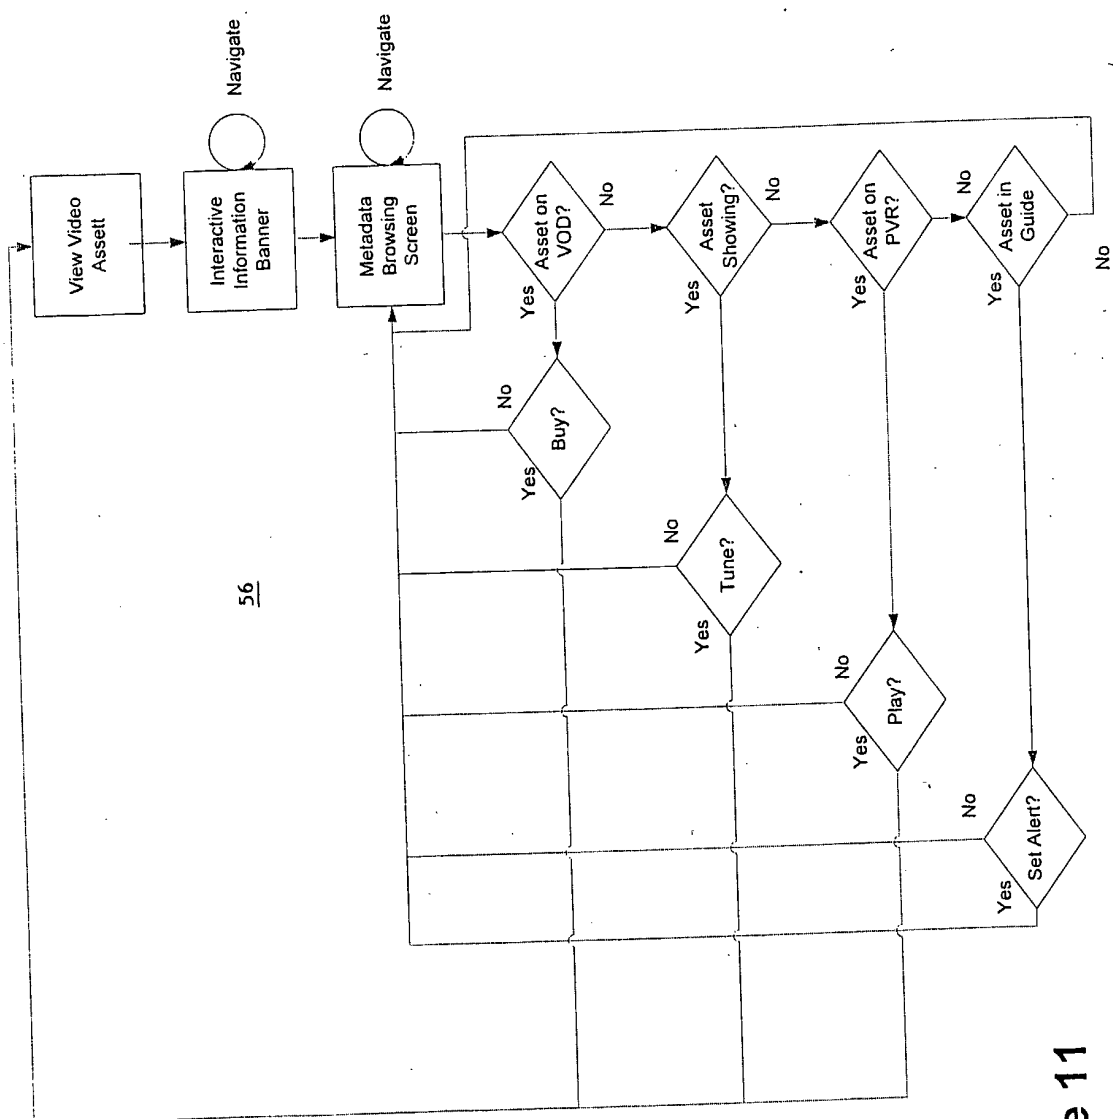 View Video
Assett
Interactive
Information
Banner
Navigate
Metadata
Browsing
Screen
Navigate
Asset on
VOD?
Yes
No
Buy?
Yes
No
Asset
Showing?
Yes
No
Tune?
Yes
No
Asset on
PVR?
Yes
No
Play?
Yes
No
Asset in
Guide
Yes
No
Set Alert?
Yes
No
56
11